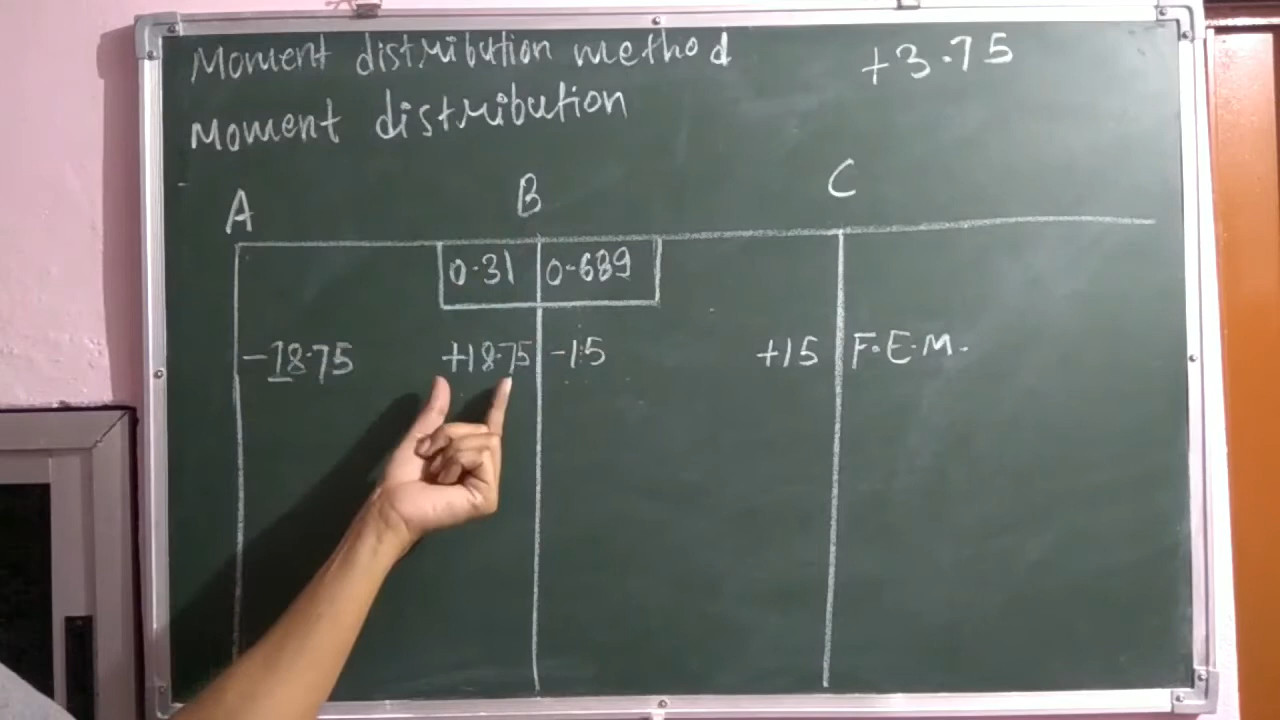 Moment distribution method +3.75
Moment distribution
A B C
0.31 0.689
-18.75 +18.75 -15 +15 F.E.M.